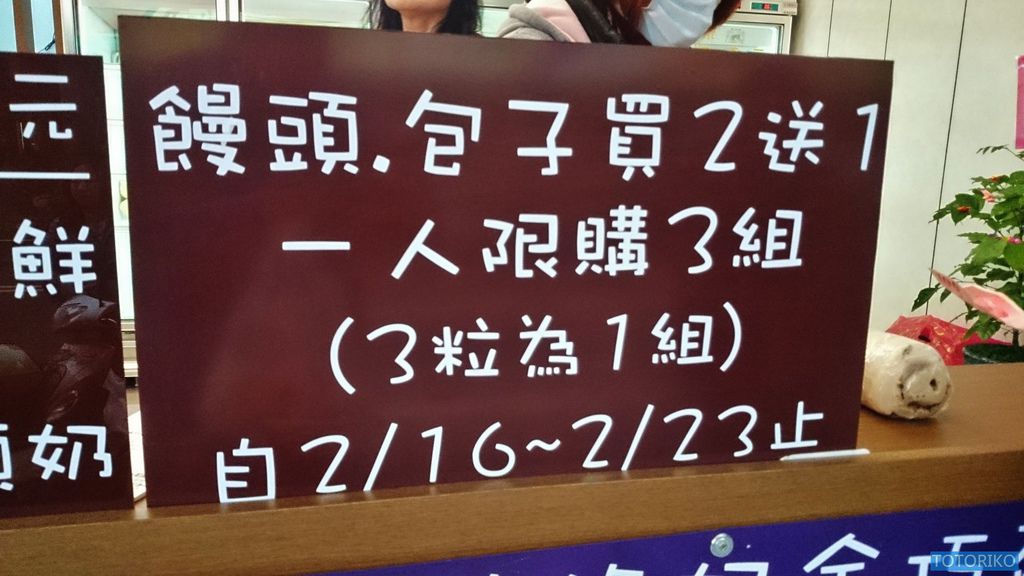 饅頭.包子買2送1
一人限購3組
(3粒為1組)
自2/16~2/23止
元
鮮
奶
TOTORIKO